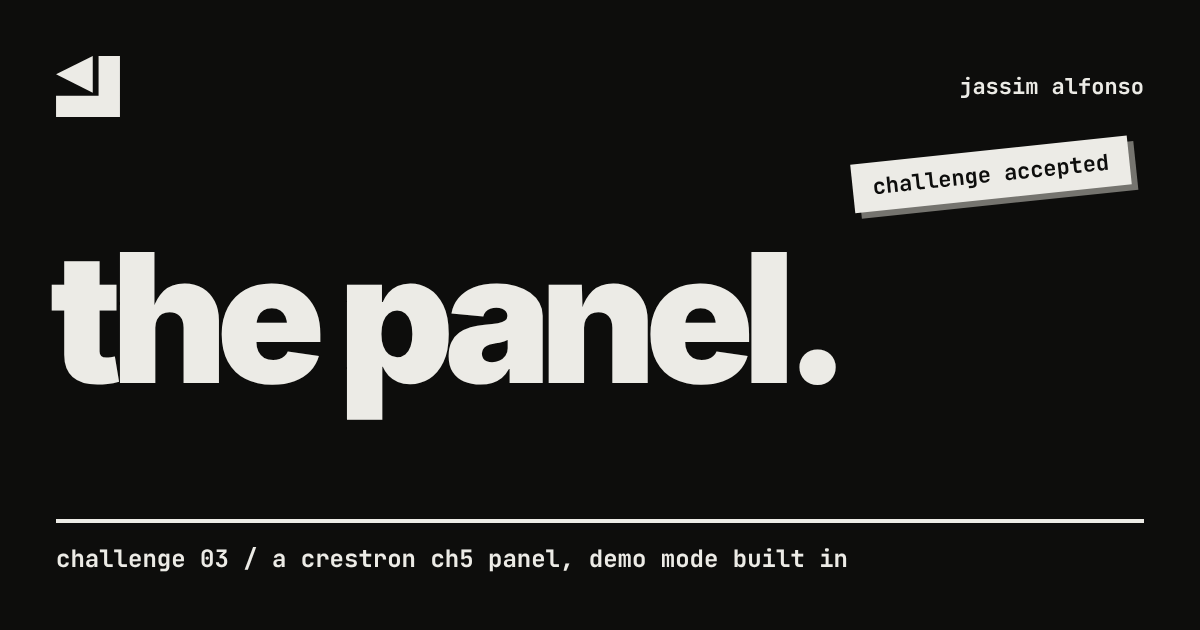 jassim alfonso
challenge accepted
the panel.
challenge 03 / a crestron ch5 panel, demo mode built in